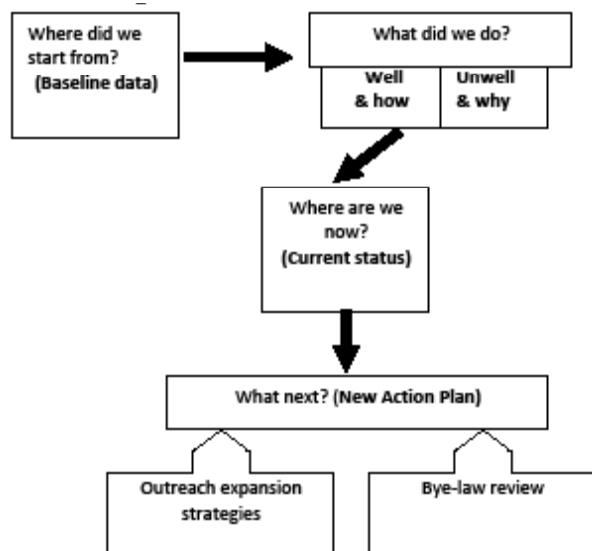 Where did we
start from?
(Baseline data)
What did we do?
Well
& how
Unwell
& why
Where are we
now?
(Current status)
What next? (New Action Plan)
Outreach expansion
strategies
Bye-law review